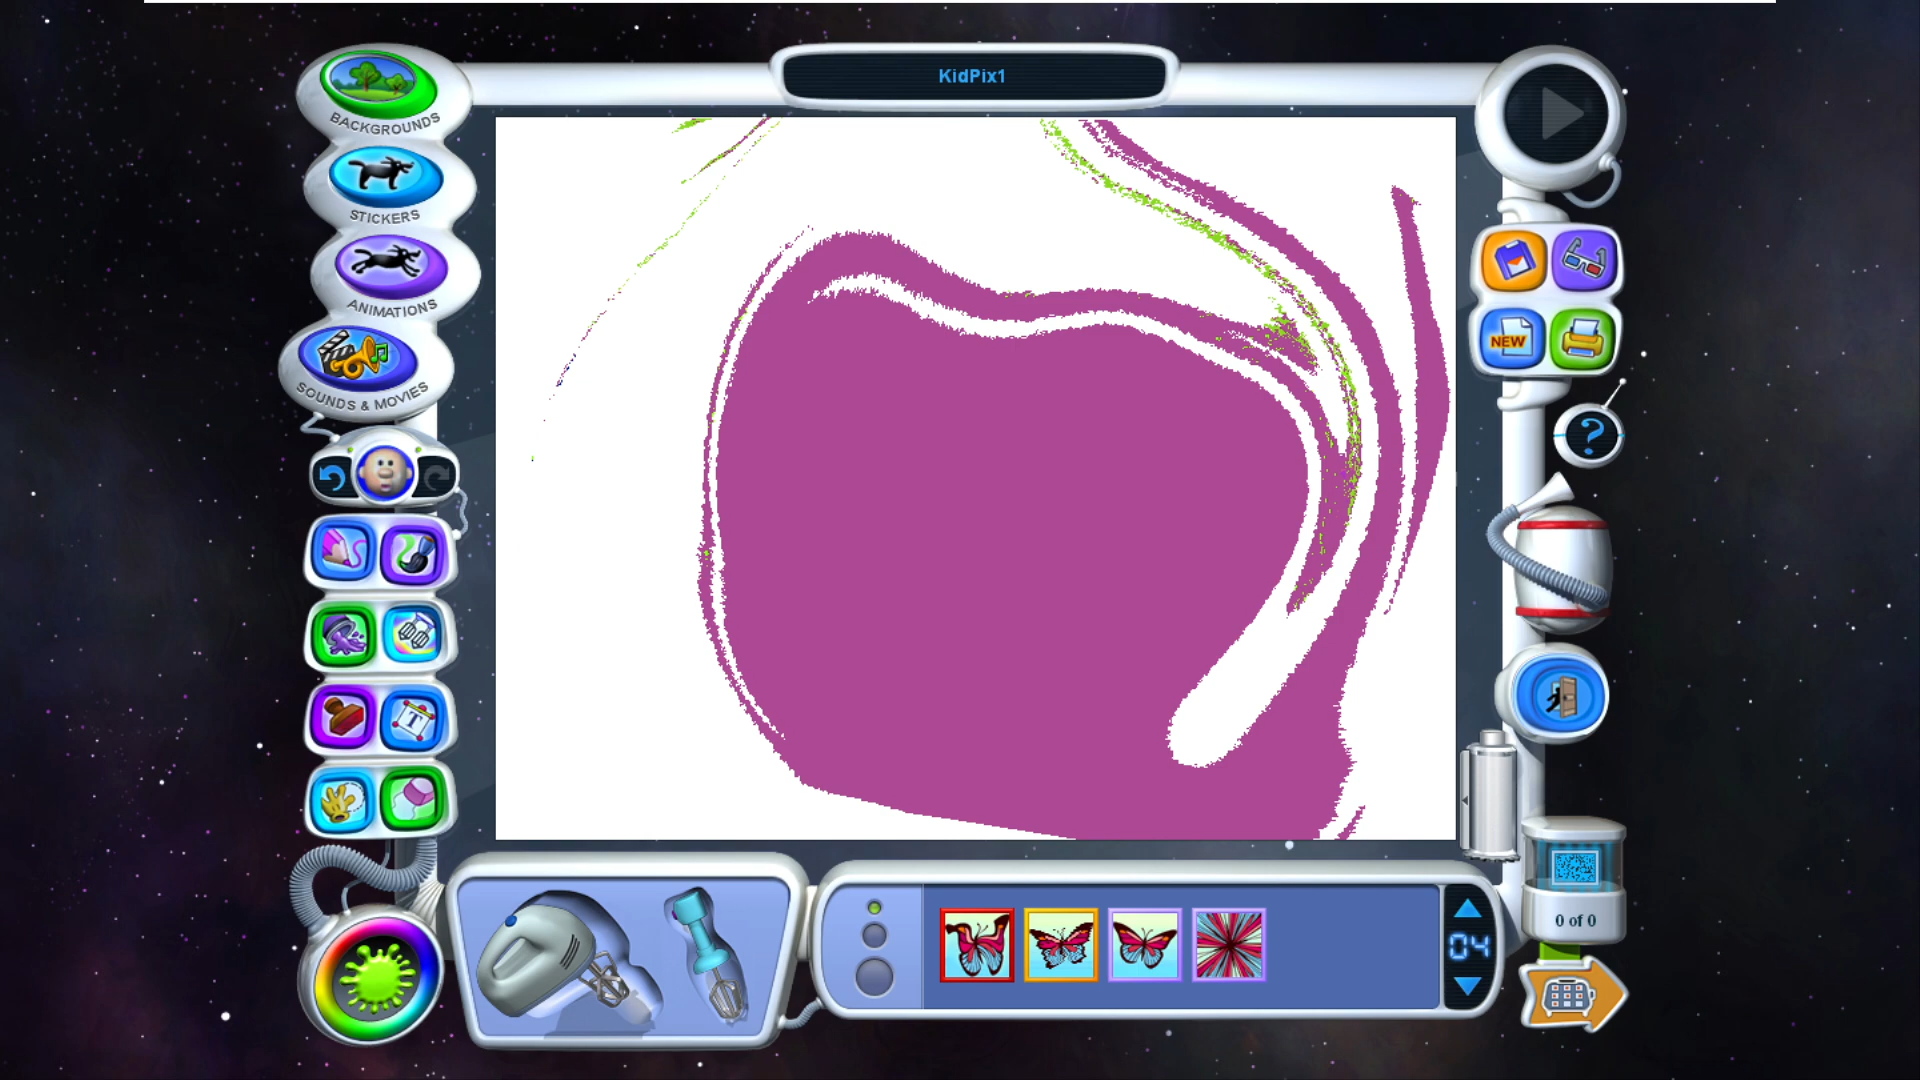 KidPix1
BACKGROUNDS
STICKERS
ANIMATIONS
SOUNDS & MOVIES
NEW
?
T
0 of 0
04